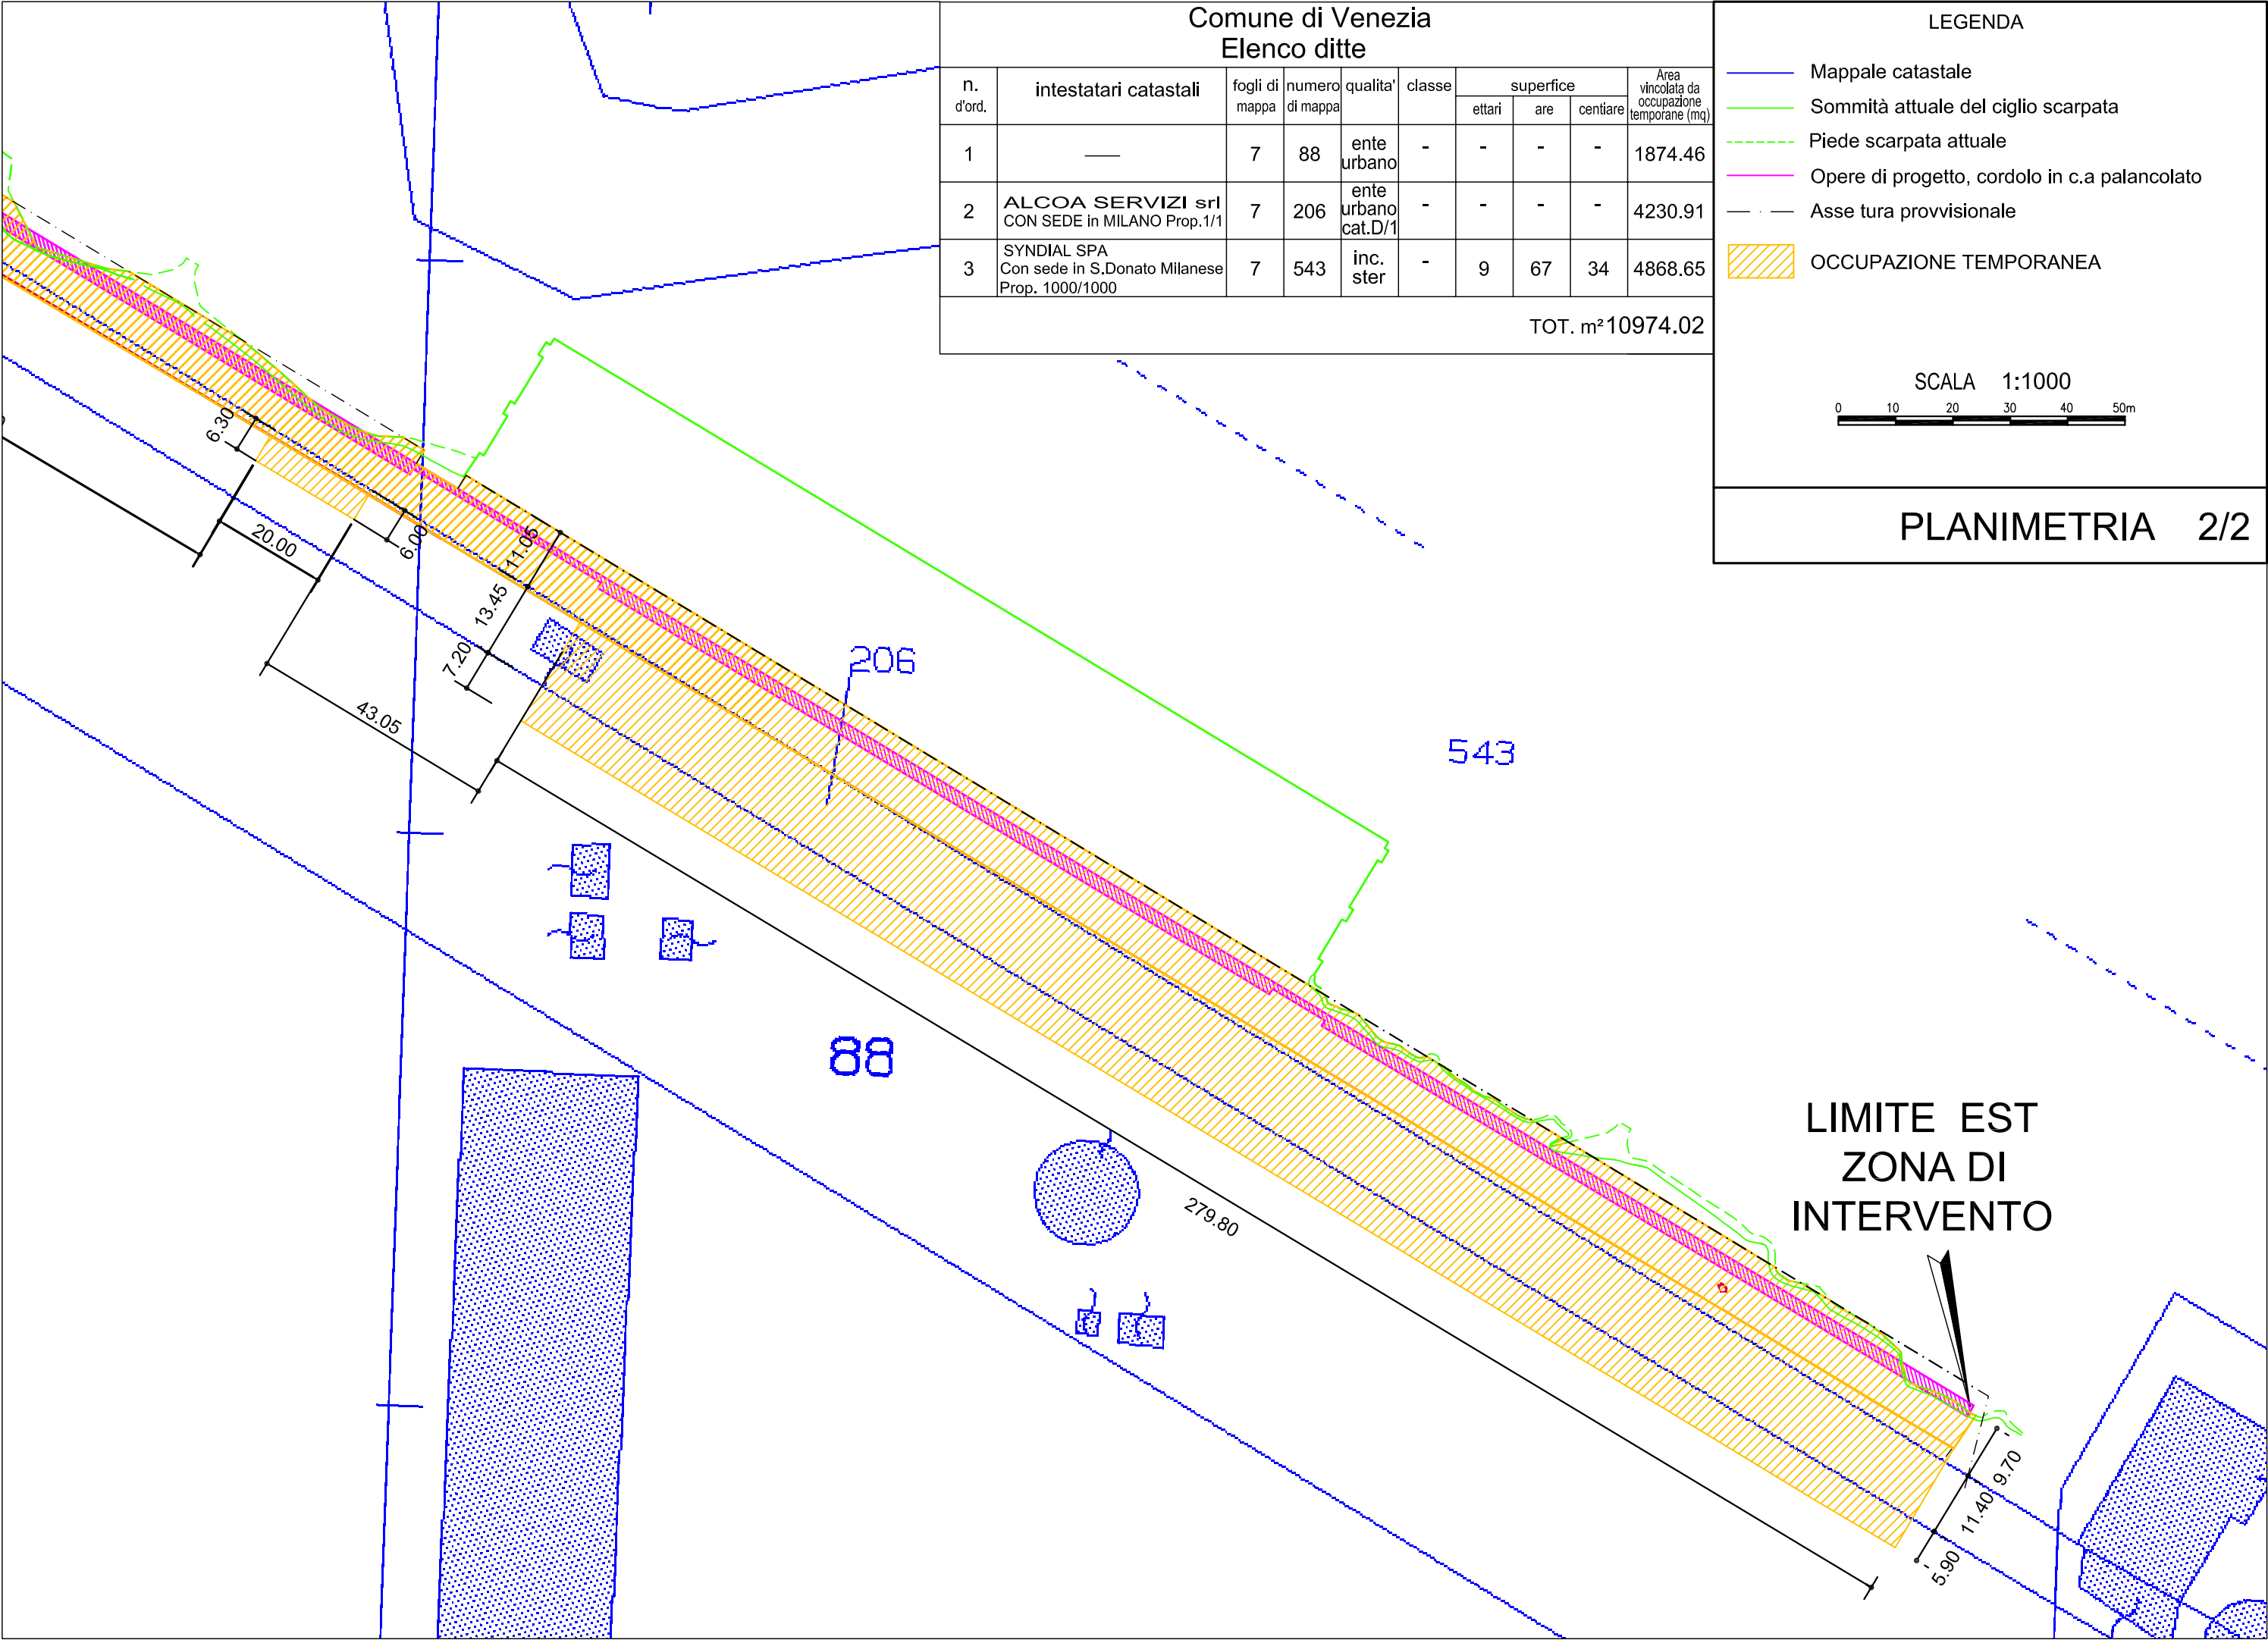 Comune di Venezia
Elenco ditte
n. d'ord. intestatari catastali fogli di mappa numero di mappa qualita' classe superfice ettari are centiare Area vincolata da occupazione temporane (mq)
1 —— 7 88 ente urbano - - - - 1874.46
2 ALCOA SERVIZI srl CON SEDE in MILANO Prop.1/1 7 206 ente urbano cat.D/1 - - - - 4230.91
3 SYNDIAL SPA Con sede in S.Donato Milanese Prop. 1000/1000 7 543 inc. ster - 9 67 34 4868.65
TOT. m² 10974.02
LEGENDA
Mappale catastale
Sommità attuale del ciglio scarpata
Piede scarpata attuale
Opere di progetto, cordolo in c.a palancolato
Asse tura provvisionale
OCCUPAZIONE TEMPORANEA
SCALA 1:1000
0 10 20 30 40 50m
PLANIMETRIA 2/2
6.30
20.00
6.00
11.05
13.45
7.20
43.05
206
543
88
279.80
LIMITE EST
ZONA DI
INTERVENTO
9.70
11.40
5.90